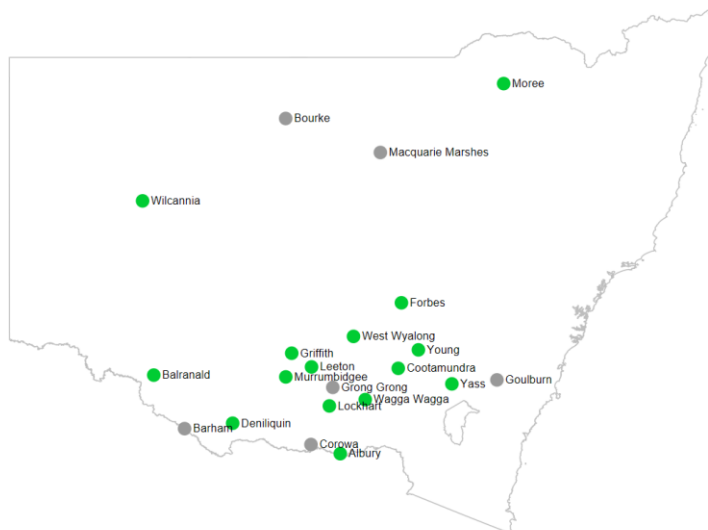 Moree
Bourke
Macquarie Marshes
Wilcannia
Forbes
West Wyalong
Young
Griffith
Leeton
Cootamundra
Balranald
Murrumbidgee
Goulburn
Yass
Grong Grong
Wagga Wagga
Lockhart
Deniliquin
Barham
Corowa
Albury